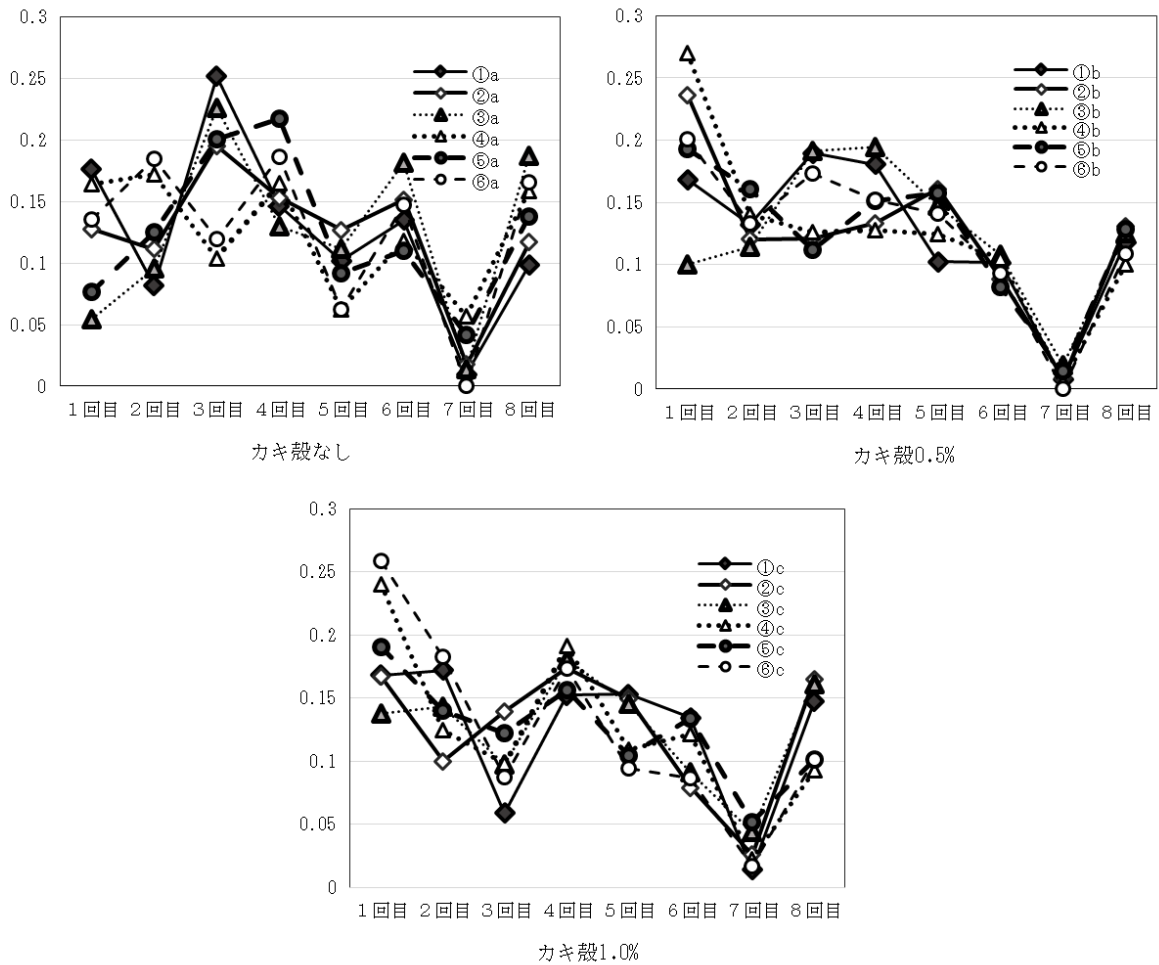 0.3
0.25
0.2
0.15
0.1
0.05
0
①a
②a
③a
④a
⑤a
⑥a
1回目 2回目 3回目 4回目 5回目 6回目 7回目 8回目
カキ殻なし
0.3
0.25
0.2
0.15
0.1
0.05
0
①b
②b
③b
④b
⑤b
⑥b
1回目 2回目 3回目 4回目 5回目 6回目 7回目 8回目
カキ殻0.5%
0.3
0.25
0.2
0.15
0.1
0.05
0
①c
②c
③c
④c
⑤c
⑥c
1回目 2回目 3回目 4回目 5回目 6回目 7回目 8回目
カキ殻1.0%